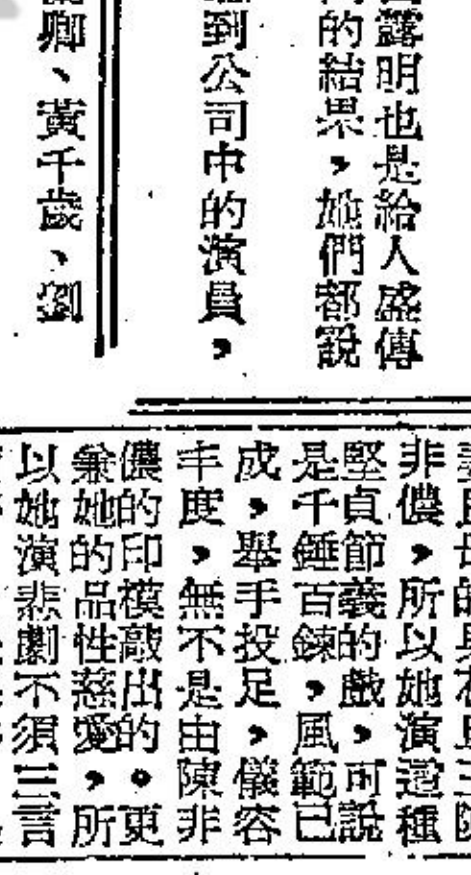 露明也是給人盛傳
的結果，她們都說
到公司中的演員，
卿、黃千歲、劉
非儂，所以她演這種
堅貞節義的戲，可說
是千錘百鍊，風範已
成，舉手投足，儀容
丰度，無不是由陳非
儂的印模敲出的。更
兼她的品性慈愛，所
以她演悲劇不須三言